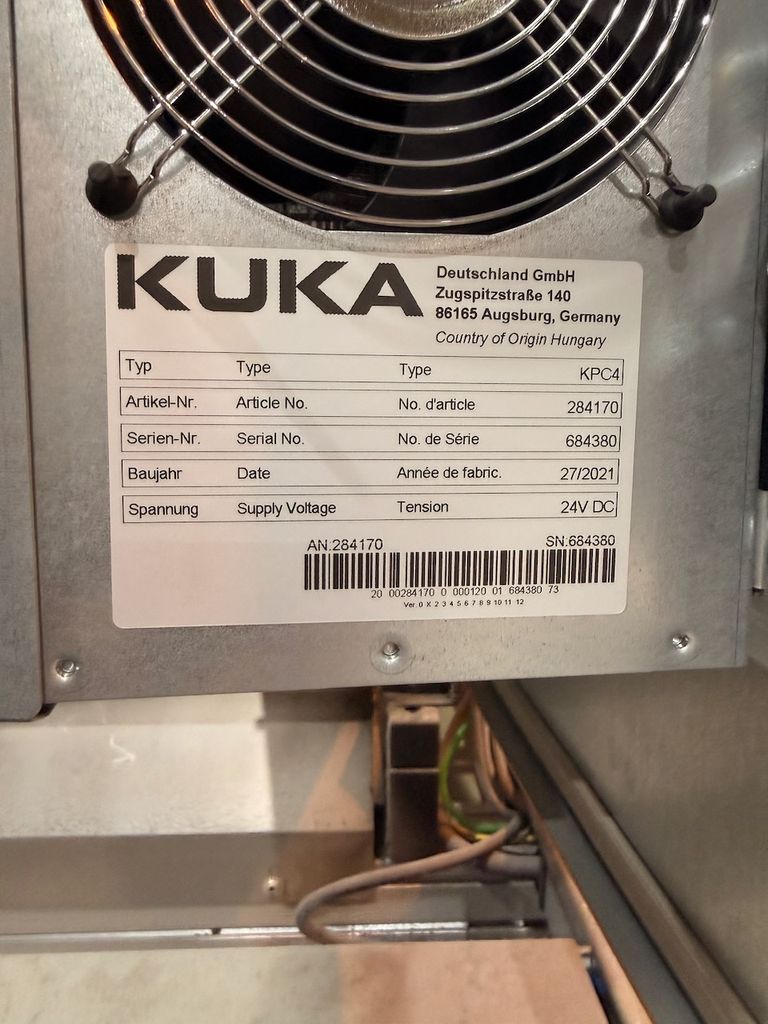 KUKA
Deutschland GmbH
Zugspitzstraße 140
86165 Augsburg, Germany
Country of Origin Hungary
Typ Type Type KPC4
Artikel-Nr. Article No. No. d'article 284170
Serien-Nr. Serial No. No. de Série 684380
Baujahr Date Année de fabric. 27/2021
Spannung Supply Voltage Tension 24V DC
AN:284170 SN:684380
20 00284170 0 000120 01 684380 73
Ver. 0 X 2 3 4 5 6 7 8 9 10 11 12